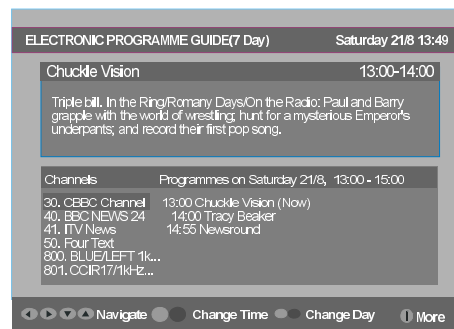 ELECTRONIC PROGRAMME GUIDE(7 Day) Saturday 21/8 13:49
Chuckle Vision 13:00-14:00
Triple bill. In the Ring/Romany Days/On the Radio: Paul and Barry
grapple with the world of wrestling; hunt for a mysterious Emperor's
underpants; and record their first pop song.
Channels Programmes on Saturday 21/8, 13:00 - 15:00
30. CBBC Channel 13:00 Chuckle Vision (Now)
40. BBC NEWS 24 14:00 Tracy Beaker
41. ITV News 14:55 Newsround
50. Four Text
800. BLUE/LEFT 1k...
801. CCIR17/1kHz...
Navigate Change Time Change Day i More